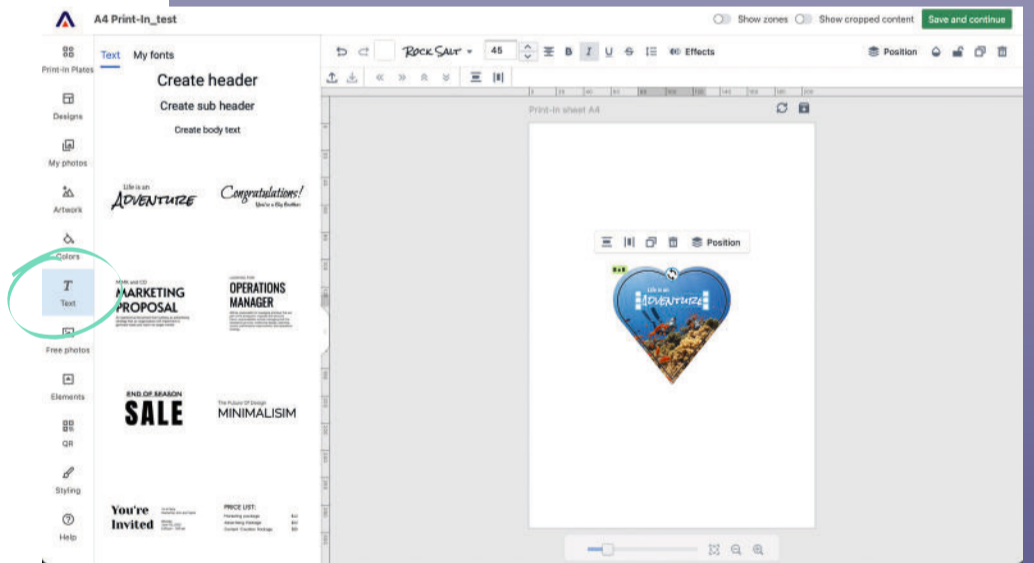 A4 Print-In_test
Show zones
Show cropped content
Save and continue
Print-In Plates
Designs
My photos
Artwork
Colors
Text
Free photos
Elements
QR
Styling
Help
Text
My fonts
Create header
Create sub header
Create body text
Life is an
ADVENTURE
Congratulations!
You're a Big Brother
MARKETING
PROPOSAL
OPERATIONS
MANAGER
END OF SEASON
SALE
The Future Of Design
MINIMALISIM
You're
Invited
PRICE LIST:
ROCK SALT
45
B I U S
Effects
Position
Print-In sheet A4
Position
Life is an
ADVENTURE